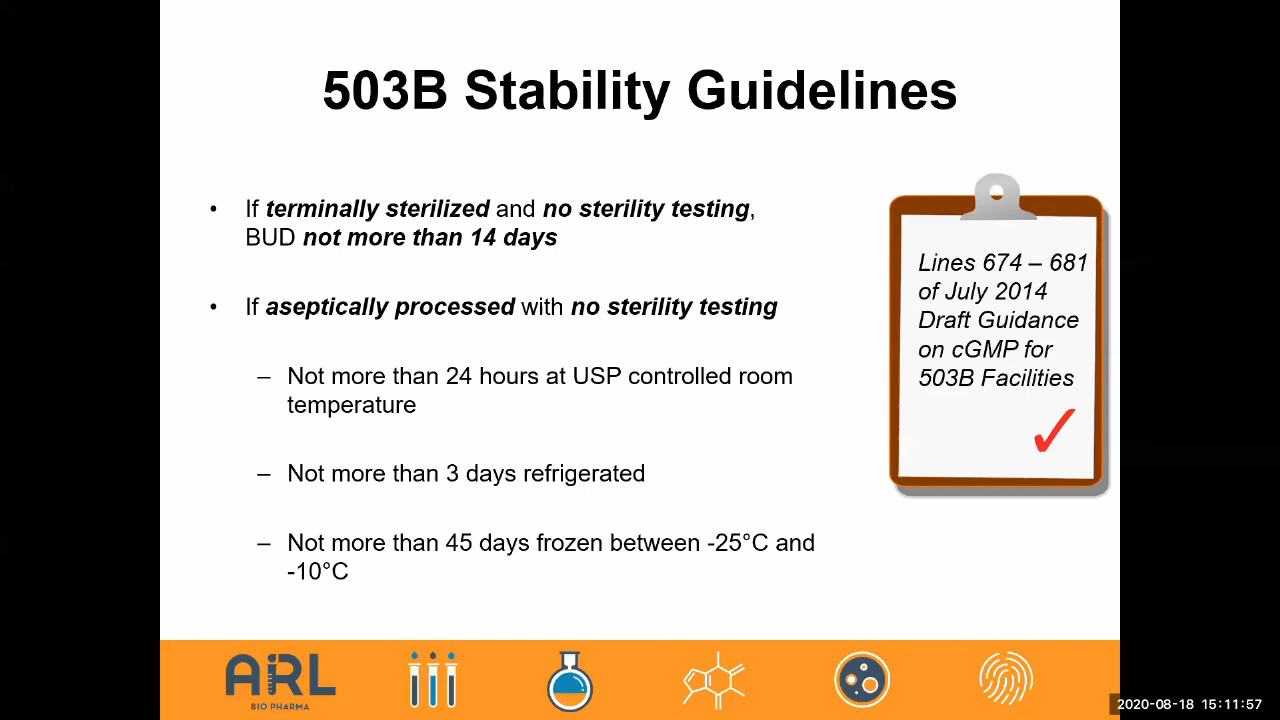 503B Stability Guidelines
• If terminally sterilized and no sterility testing,
BUD not more than 14 days
• If aseptically processed with no sterility testing
– Not more than 24 hours at USP controlled room
temperature
– Not more than 3 days refrigerated
– Not more than 45 days frozen between -25°C and
-10°C
Lines 674 – 681
of July 2014
Draft Guidance
on cGMP for
503B Facilities
ARL
BIO PHARMA
2020-08-18 15:11:57